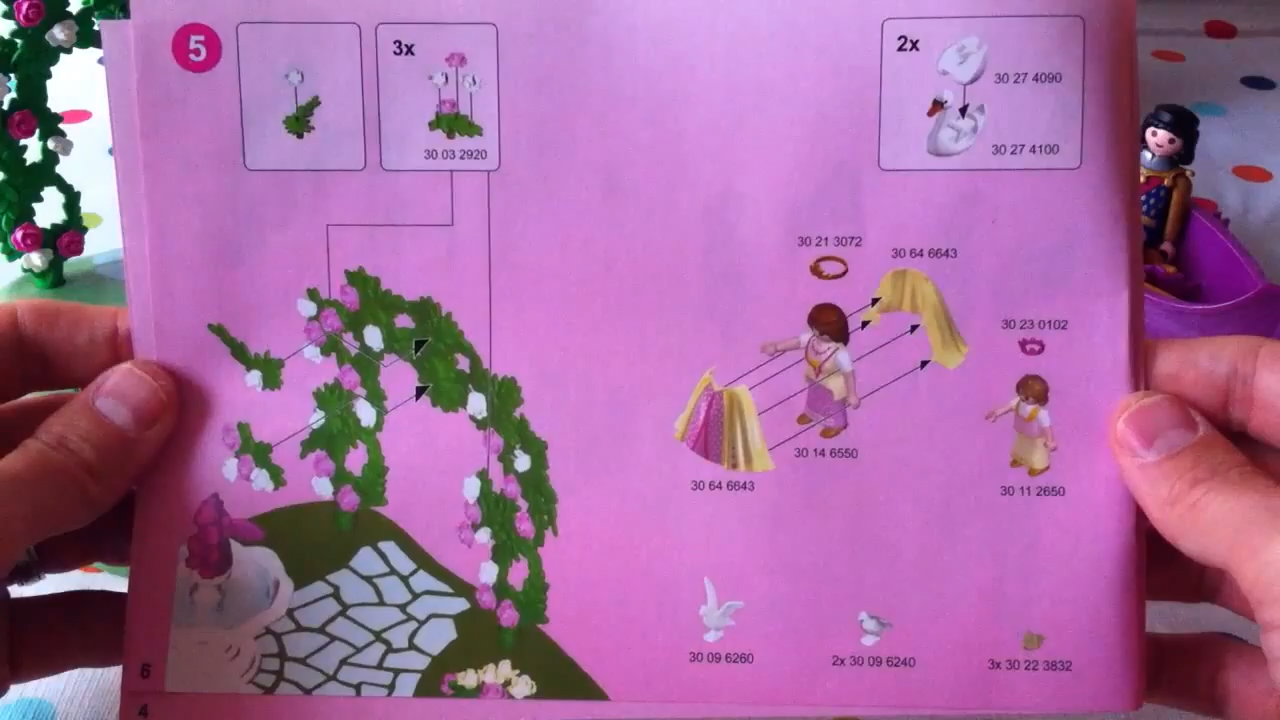 5
3x
30 03 2920
2x
30 27 4090
30 27 4100
30 21 3072
30 64 6643
30 23 0102
30 14 6550
30 64 6643
30 11 2650
30 09 6260
2x 30 09 6240
3x 30 22 3832
6
4